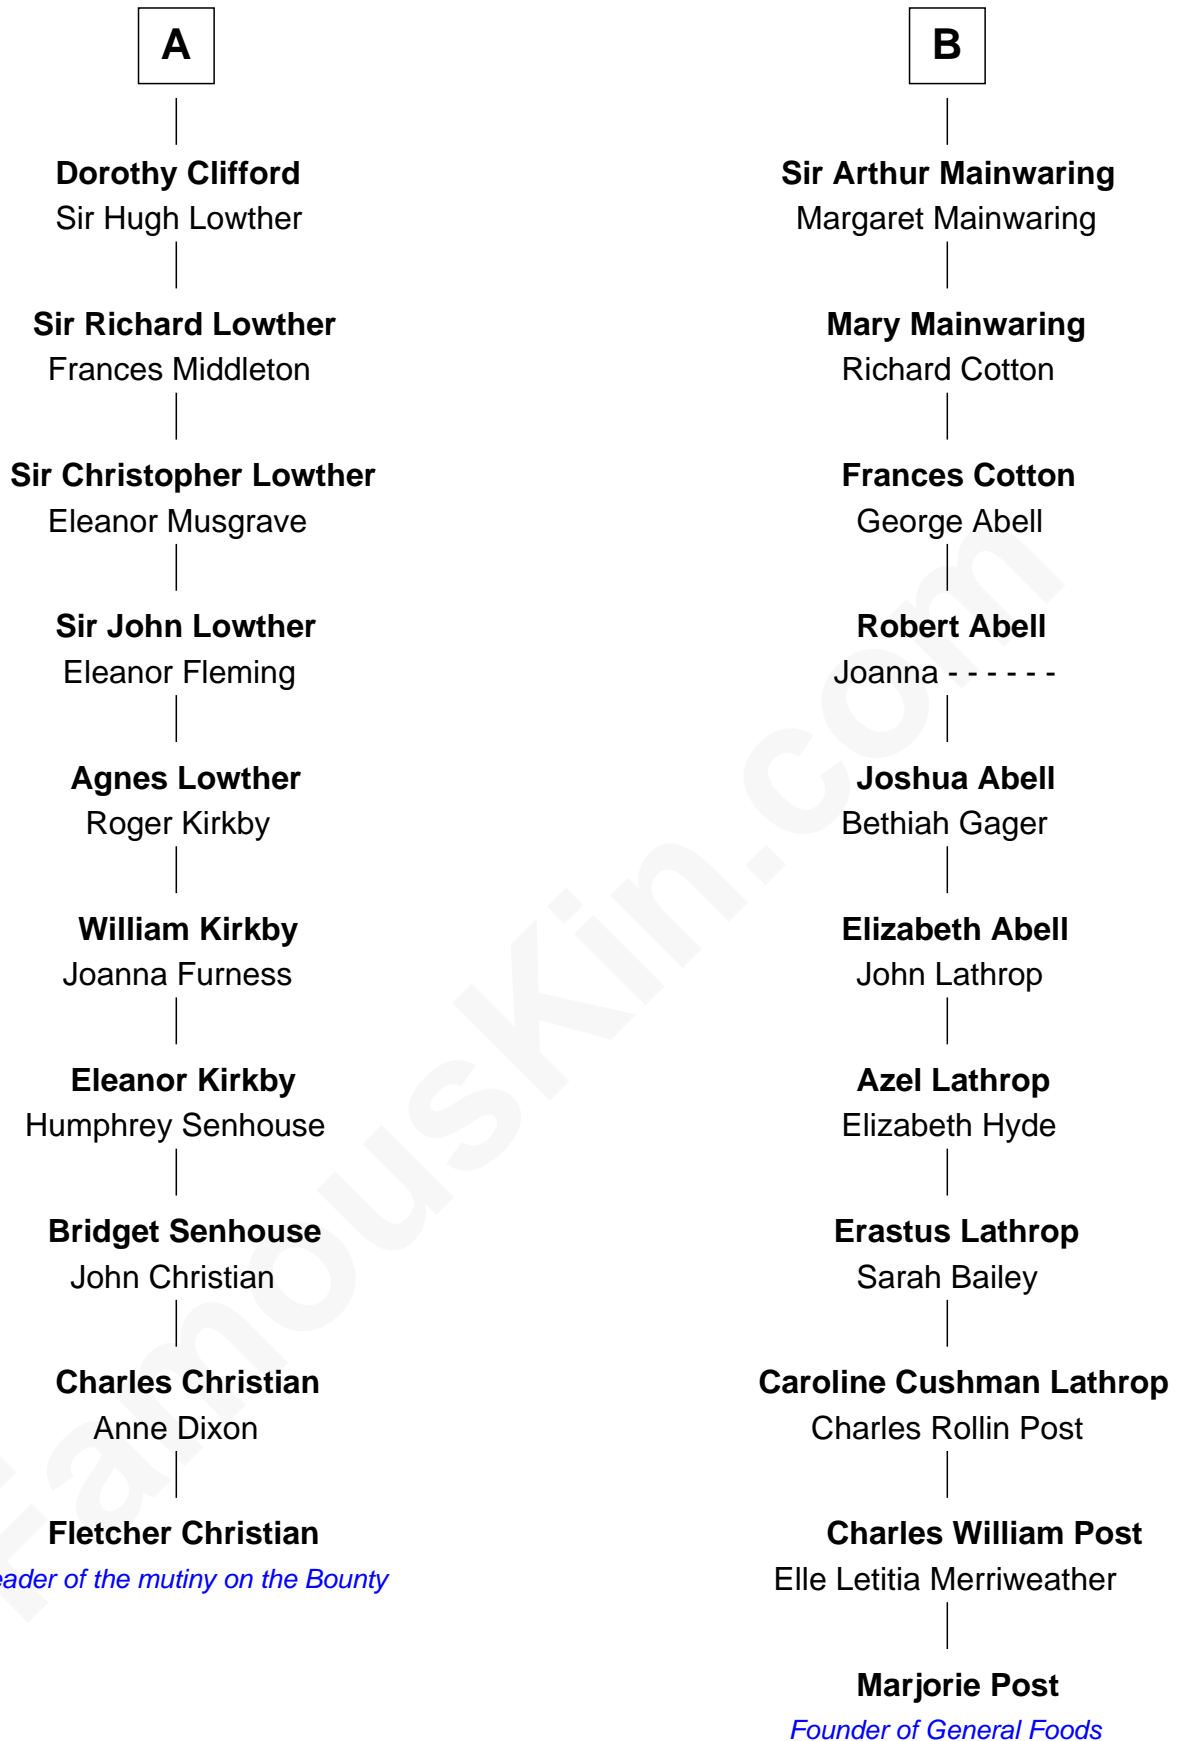 A
Dorothy Clifford
Sir Hugh Lowther
Sir Richard Lowther
Frances Middleton
Sir Christopher Lowther
Eleanor Musgrave
Sir John Lowther
Eleanor Fleming
Agnes Lowther
Roger Kirkby
William Kirkby
Joanna Furness
Eleanor Kirkby
Humphrey Senhouse
Bridget Senhouse
John Christian
Charles Christian
Anne Dixon
Fletcher Christian
eader of the mutiny on the Bounty
B
Sir Arthur Mainwaring
Margaret Mainwaring
Mary Mainwaring
Richard Cotton
Frances Cotton
George Abell
Robert Abell
Joanna - - - - - -
Joshua Abell
Bethiah Gager
Elizabeth Abell
John Lathrop
Azel Lathrop
Elizabeth Hyde
Erastus Lathrop
Sarah Bailey
Caroline Cushman Lathrop
Charles Rollin Post
Charles William Post
Elle Letitia Merriweather
Marjorie Post
Founder of General Foods
FamousKin.com